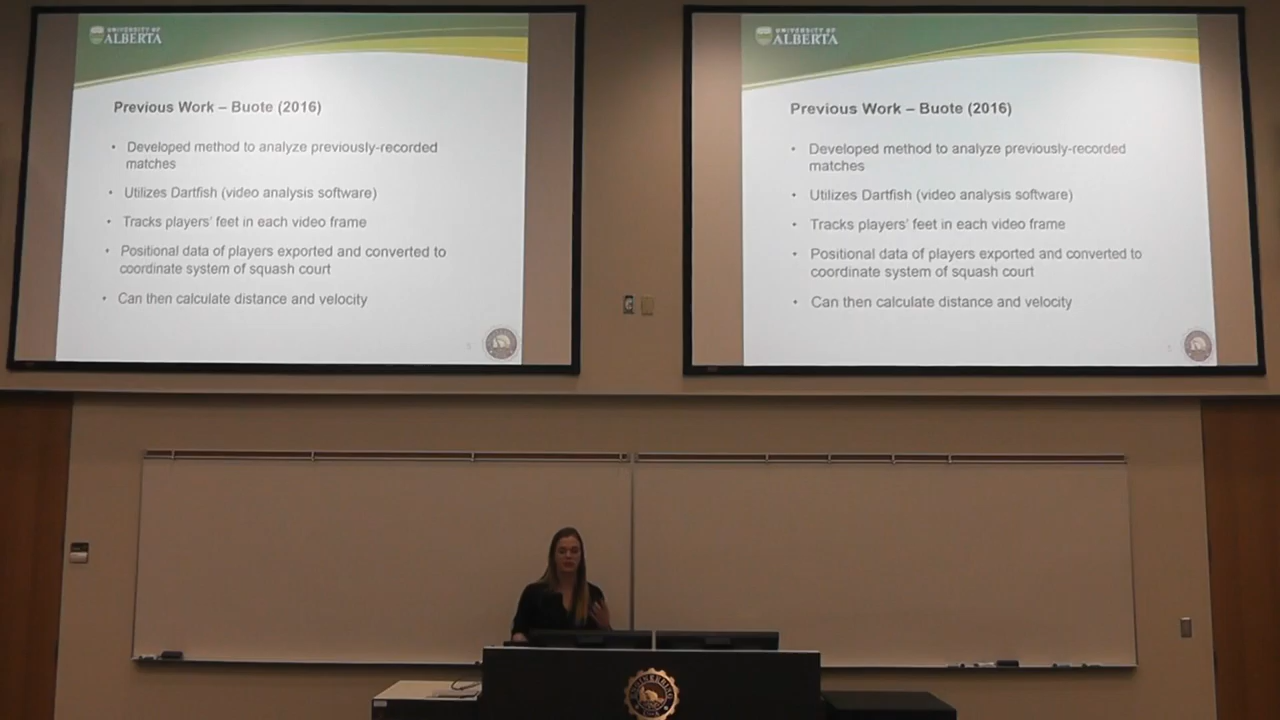 UNIVERSITY OF
ALBERTA
Previous Work – Buote (2016)
• Developed method to analyze previously-recorded
matches
• Utilizes Dartfish (video analysis software)
• Tracks players' feet in each video frame
• Positional data of players exported and converted to
coordinate system of squash court
• Can then calculate distance and velocity
UNIVERSITY OF
ALBERTA
Previous Work – Buote (2016)
• Developed method to analyze previously-recorded
matches
• Utilizes Dartfish (video analysis software)
• Tracks players' feet in each video frame
• Positional data of players exported and converted to
coordinate system of squash court
• Can then calculate distance and velocity
ENGINEERING